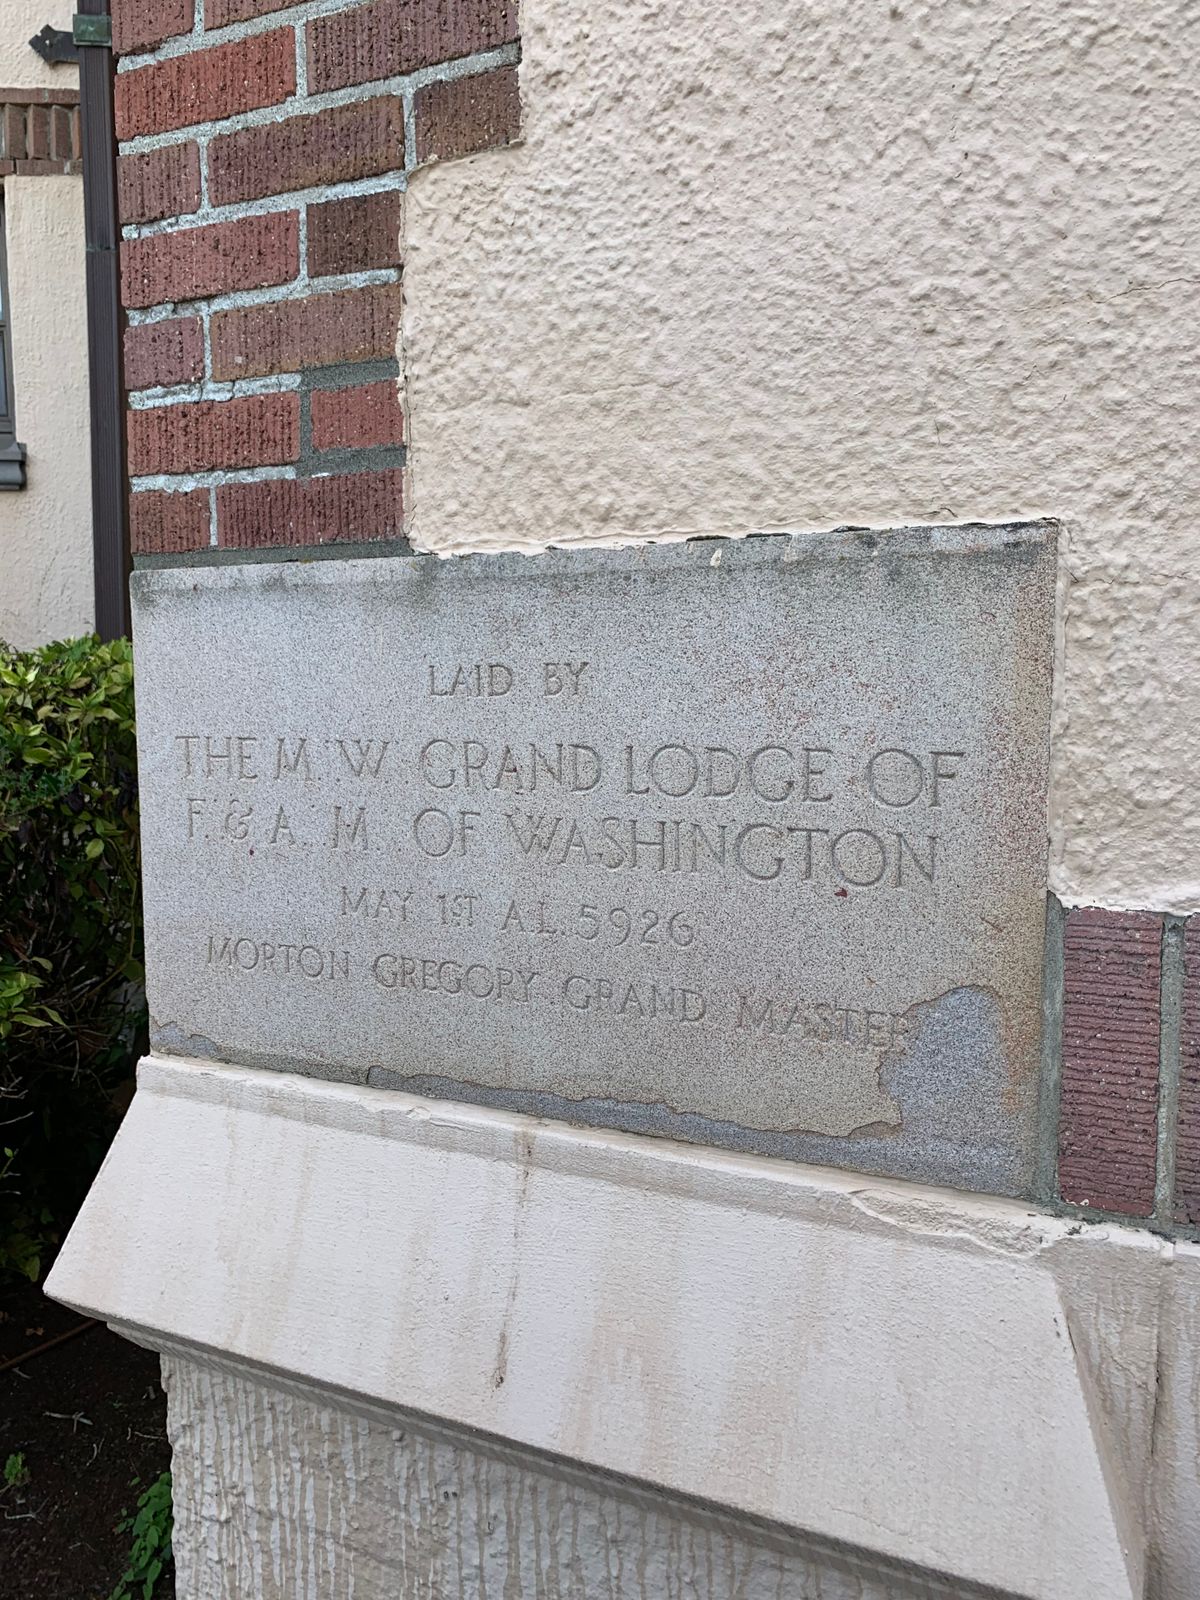 LAID BY
THE M∴W∴ GRAND LODGE OF
F. & A. M. OF WASHINGTON
MAY 1ST A.L. 5926
MORTON GREGORY GRAND MASTER